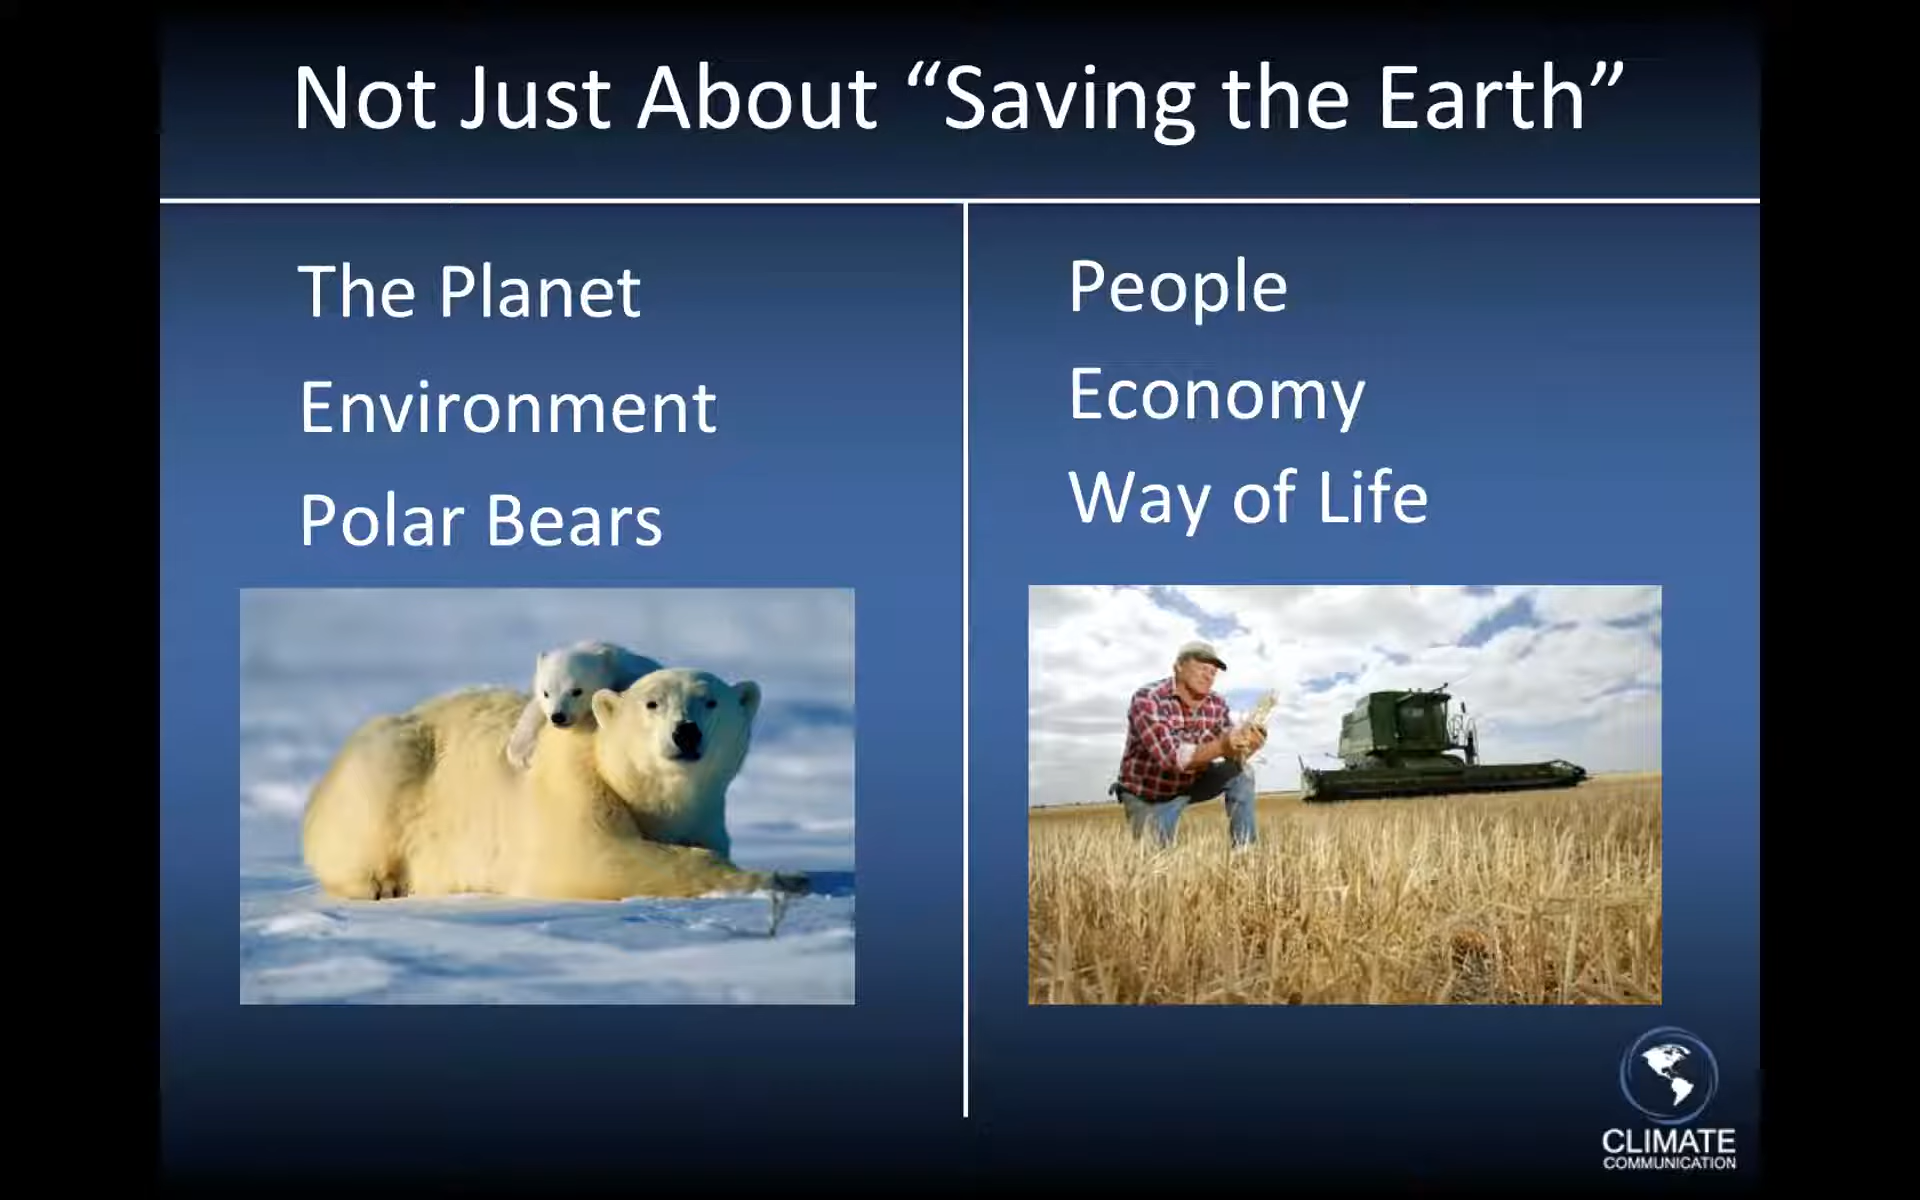 Not Just About “Saving the Earth”
The Planet
Environment
Polar Bears
People
Economy
Way of Life
CLIMATE
COMMUNICATION